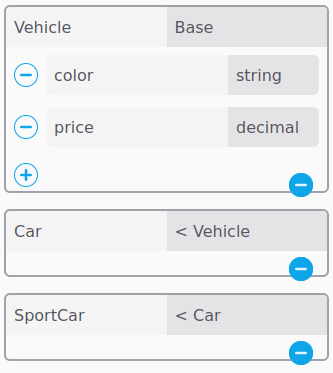 Vehicle Base
color string
price decimal
Car < Vehicle
SportCar < Car